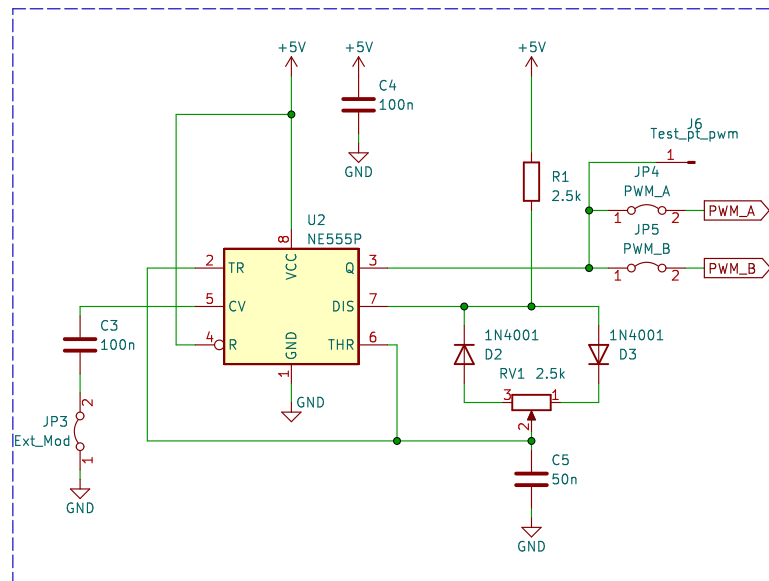 +5V
+5V
+5V
C4
100n
GND
J6
Test_pt_pwm
1
JP4
PWM_A
1
2
PWM_A
JP5
PWM_B
1
2
PWM_B
R1
2.5k
U2
NE555P
8
VCC
2
TR
Q
3
5
CV
DIS
7
4
R
THR
6
GND
1
GND
C3
100n
2
JP3
Ext_Mod
1
GND
1N4001
D2
1N4001
D3
RV1 2.5k
3
1
2
C5
50n
GND